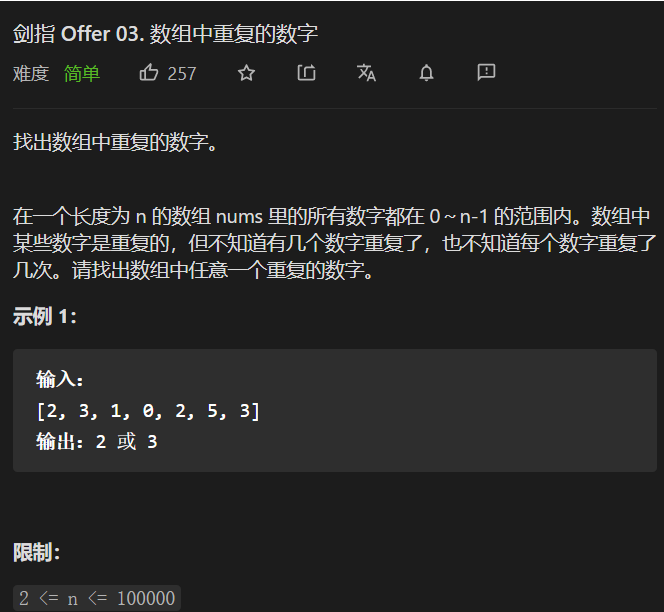 剑指 Offer 03. 数组中重复的数字
难度 简单 257
找出数组中重复的数字。
在一个长度为 n 的数组 nums 里的所有数字都在 0～n-1 的范围内。数组中
某些数字是重复的，但不知道有几个数字重复了，也不知道每个数字重复了
几次。请找出数组中任意一个重复的数字。
示例 1：
输入：
[2, 3, 1, 0, 2, 5, 3]
输出：2 或 3
限制：
2 <= n <= 100000